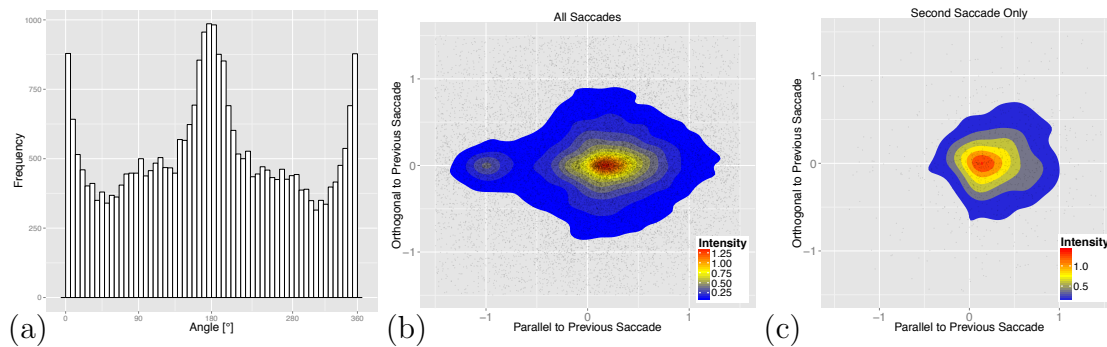 1000
750
500
250
0
Frequency
0 90 180 280 360
Angle [°]
(a)
All Saccades
1
0
−1
Orthogonal to Previous Saccade
−1 0 1
Parallel to Previous Saccade
Intensity
1.25
1.00
0.75
0.50
0.25
(b)
Second Saccade Only
1
0
−1
Orthogonal to Previous Saccade
−1 0 1
Parallel to Previous Saccade
Intensity
1.0
0.5
(c)